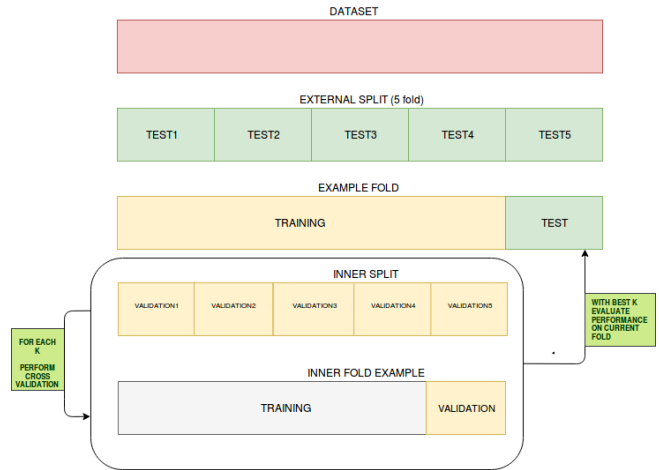 DATASET
EXTERNAL SPLIT (5 fold)
TEST1 TEST2 TEST3 TEST4 TEST5
EXAMPLE FOLD
TRAINING TEST
INNER SPLIT
VALIDATION1 VALIDATION2 VALIDATION3 VALIDATION4 VALIDATION5
WITH BEST K
EVALUATE
PERFORMANCE
ON CURRENT
FOLD
FOR EACH
K
PERFORM
CROSS
VALIDATION
INNER FOLD EXAMPLE
TRAINING VALIDATION